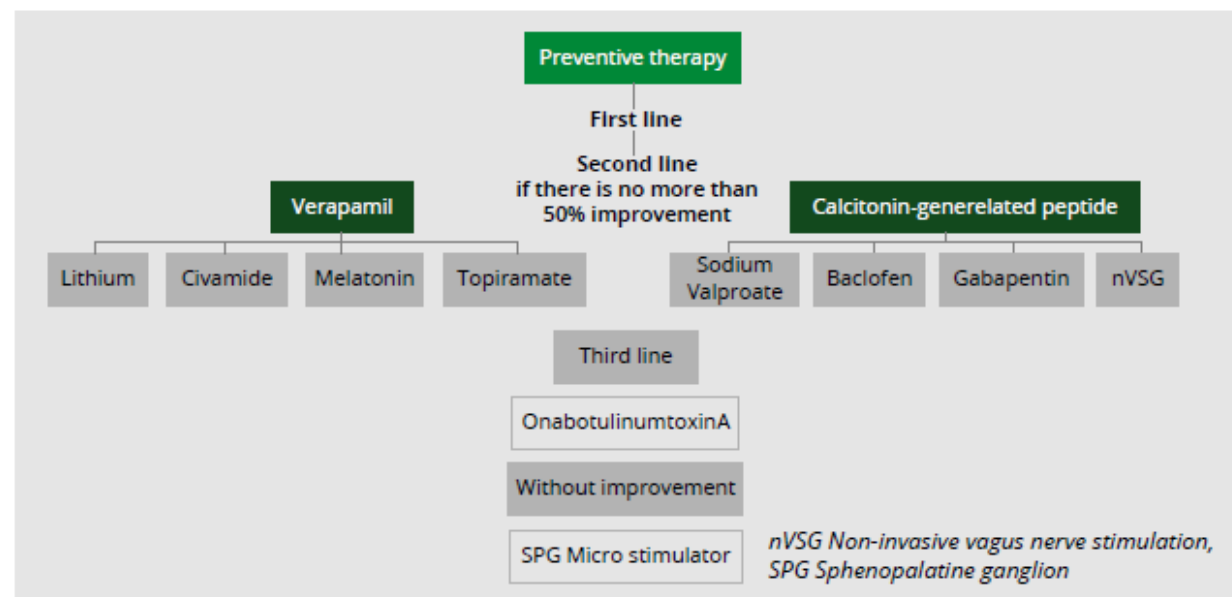 Preventive therapy
First line
Second line
if there is no more than
50% improvement
Verapamil
Calcitonin-generelated peptide
Lithium
Civamide
Melatonin
Topiramate
Sodium
Valproate
Baclofen
Gabapentin
nVSG
Third line
OnabotulinumtoxinA
Without improvement
SPG Micro stimulator
nVSG Non-invasive vagus nerve stimulation,
SPG Sphenopalatine ganglion